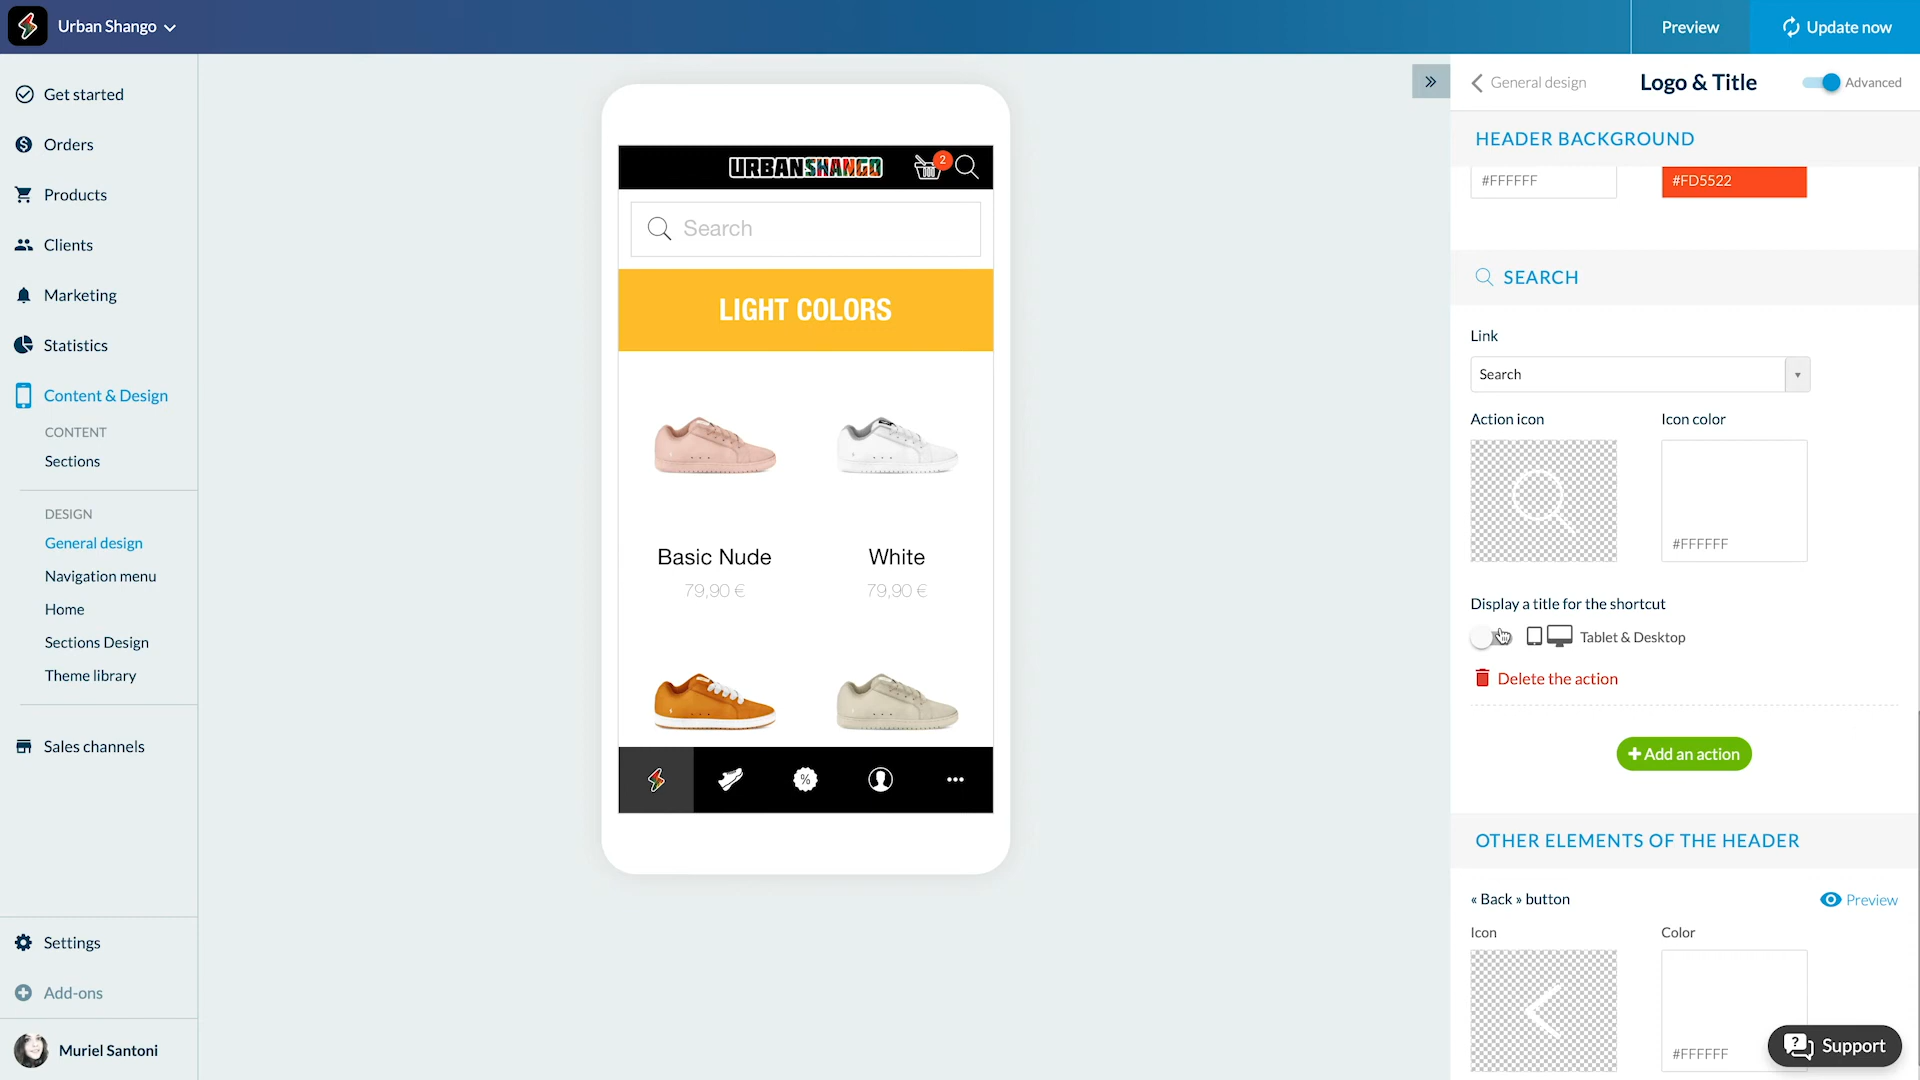 Urban Shango
Preview
Update now
Get started
Orders
Products
Clients
Marketing
Statistics
Content & Design
CONTENT
Sections
DESIGN
General design
Navigation menu
Home
Sections Design
Theme library
Sales channels
Settings
Add-ons
Muriel Santoni
URBANSHANGO
2
Search
LIGHT COLORS
Basic Nude
White
79,90 €
79,90 €
%
»
General design
Logo & Title
Advanced
HEADER BACKGROUND
#FFFFFF
#FD5522
SEARCH
Link
Search
Action icon
Icon color
#FFFFFF
Display a title for the shortcut
Tablet & Desktop
Delete the action
+ Add an action
OTHER ELEMENTS OF THE HEADER
« Back » button
Preview
Icon
Color
#FFFFFF
Support